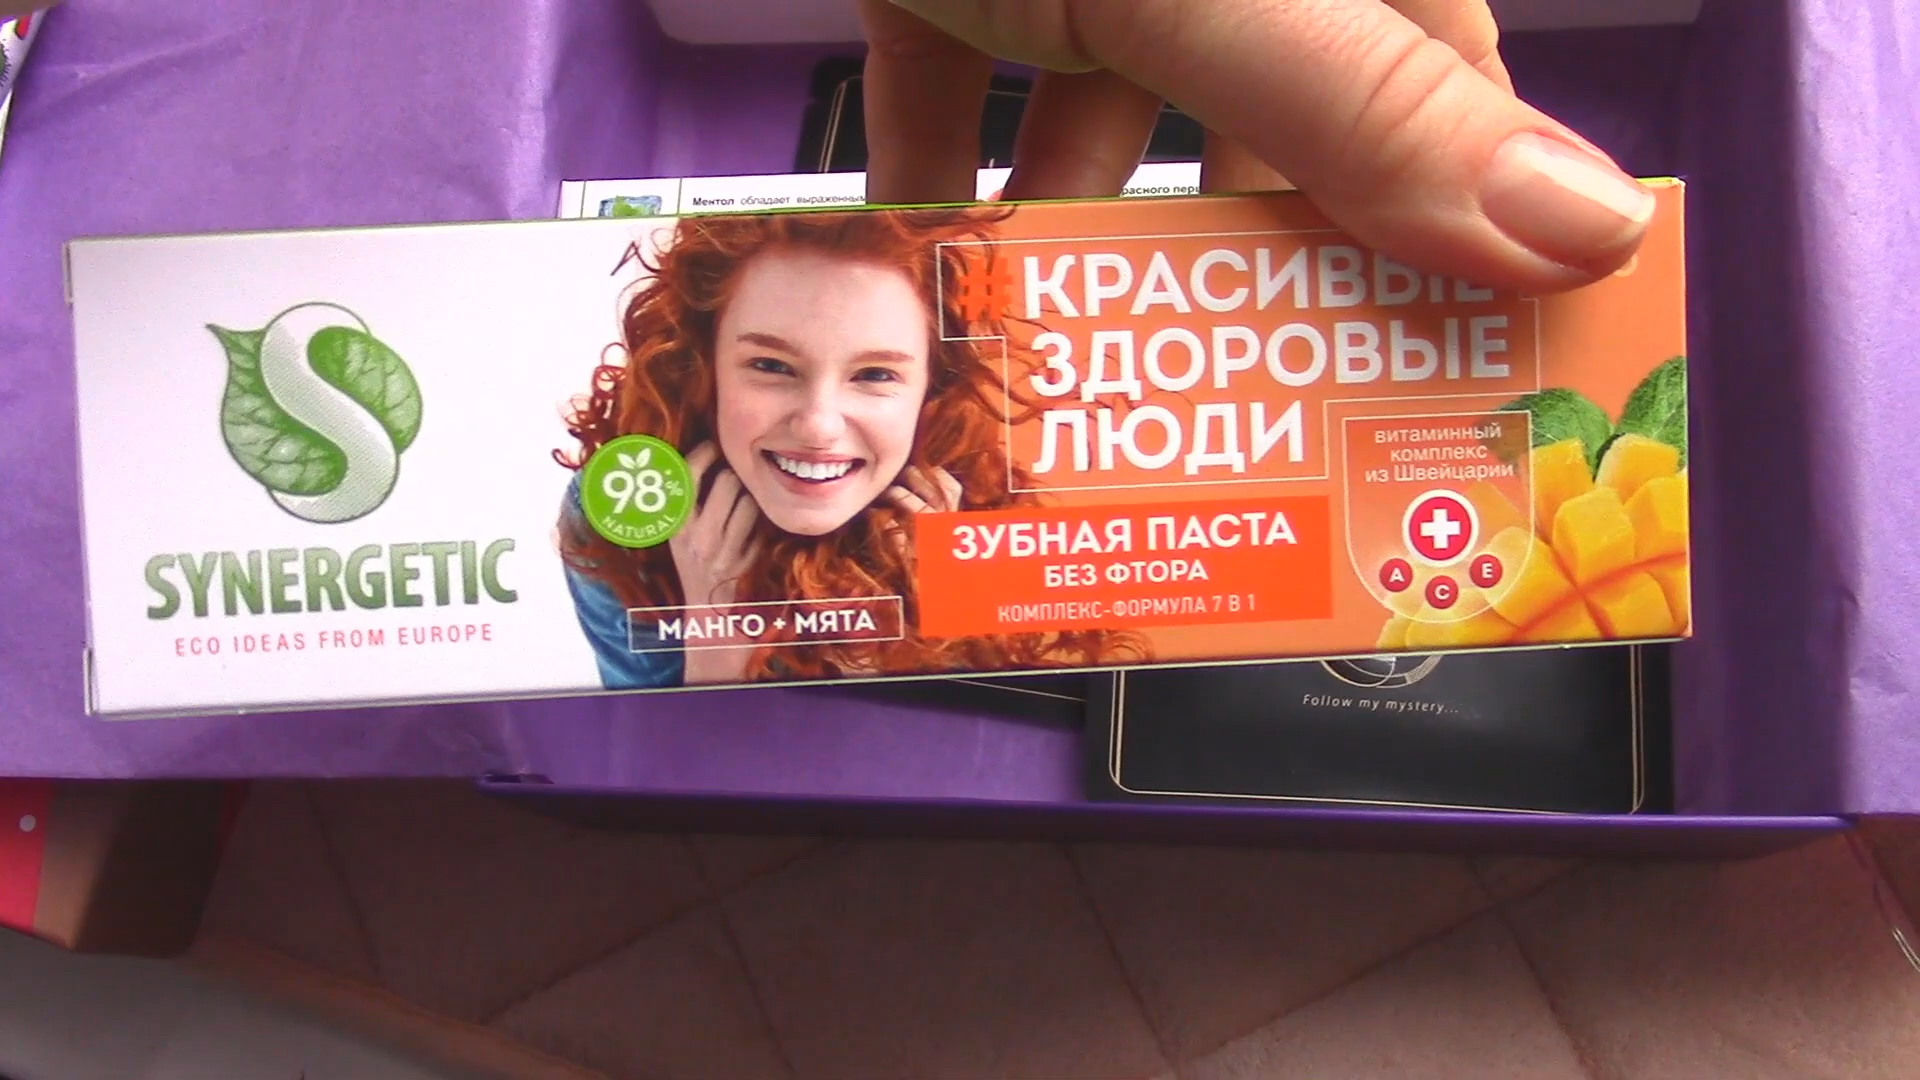 Ментол обладает выраженным
#КРАСИВЫЕ
ЗДОРОВЫЕ
ЛЮДИ
витаминный
комплекс
из Швейцарии
A C E
98%
NATURAL
SYNERGETIC
ECO IDEAS FROM EUROPE
МАНГО + МЯТА
ЗУБНАЯ ПАСТА
БЕЗ ФТОРА
КОМПЛЕКС-ФОРМУЛА 7 В 1
Follow my mystery...